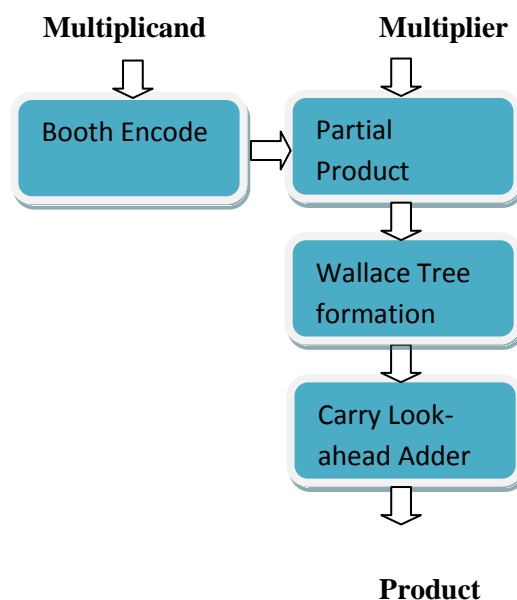 Multiplicand
Multiplier
Booth Encode
Partial
Product
Wallace Tree
formation
Carry Look-
ahead Adder
Product